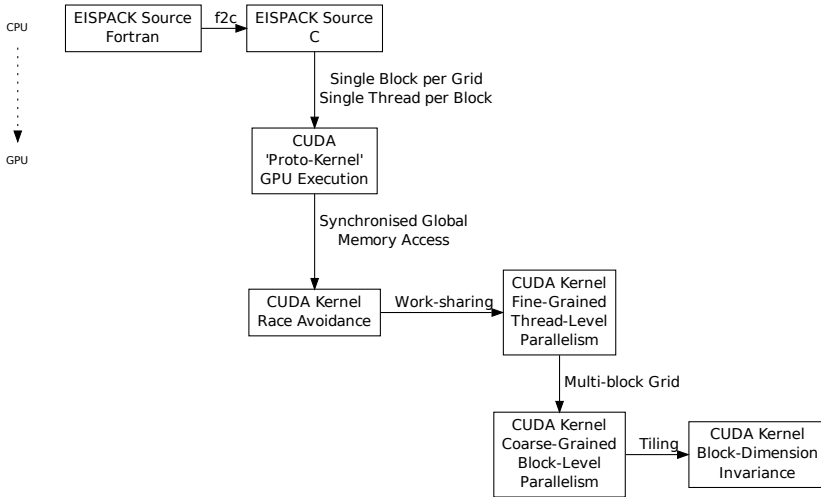 CPU
EISPACK Source
Fortran
f2c
EISPACK Source
C
Single Block per Grid
Single Thread per Block
GPU
CUDA
'Proto-Kernel'
GPU Execution
Synchronised Global
Memory Access
CUDA Kernel
Race Avoidance
Work-sharing
CUDA Kernel
Fine-Grained
Thread-Level
Parallelism
Multi-block Grid
CUDA Kernel
Coarse-Grained
Block-Level
Parallelism
Tiling
CUDA Kernel
Block-Dimension
Invariance